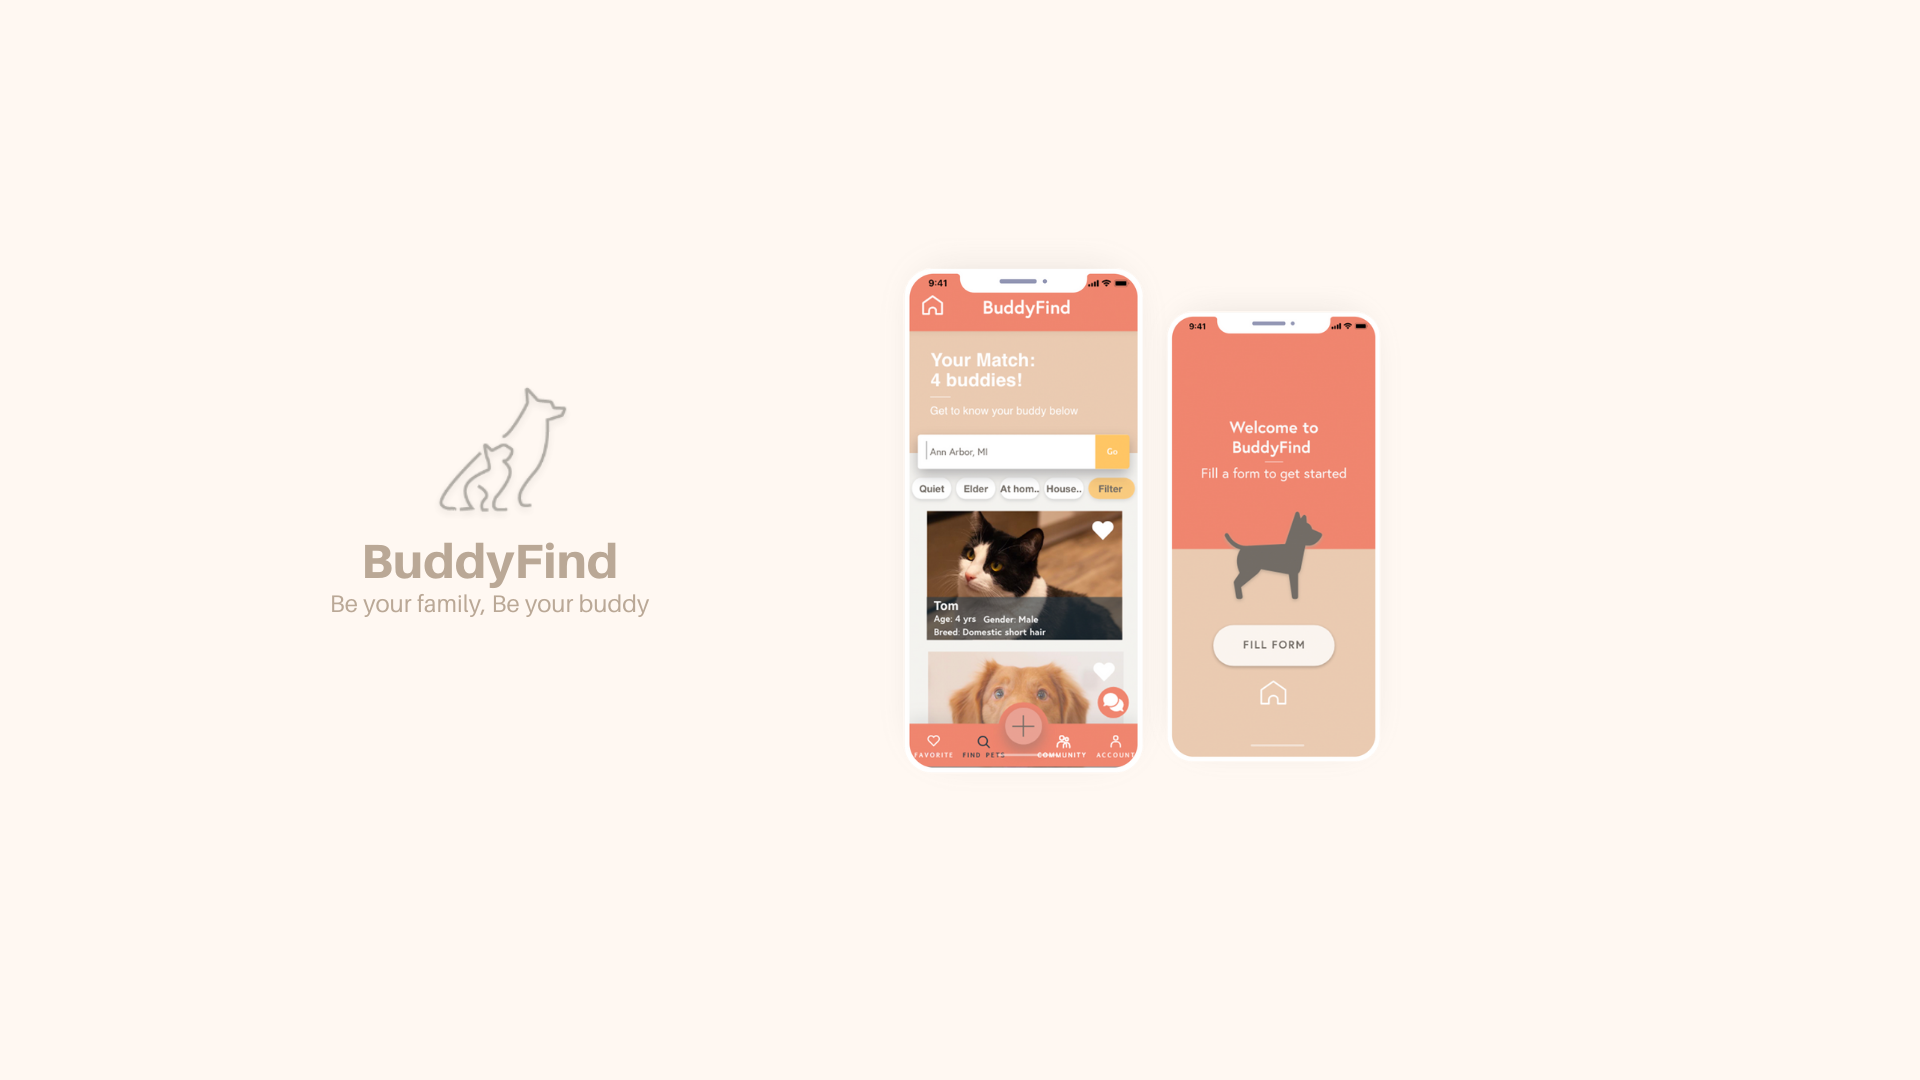 BuddyFind
Be your family, Be your buddy
9:41
BuddyFind
Your Match:
4 buddies!
Get to know your buddy below
Ann Arbor, MI
Go
Quiet
Elder
At hom..
House..
Filter
Tom
Age: 4 yrs Gender: Male
Breed: Domestic short hair
FAVORITE
FIND PETS
COMMUNITY
ACCOUNT
9:41
Welcome to
BuddyFind
Fill a form to get started
FILL FORM